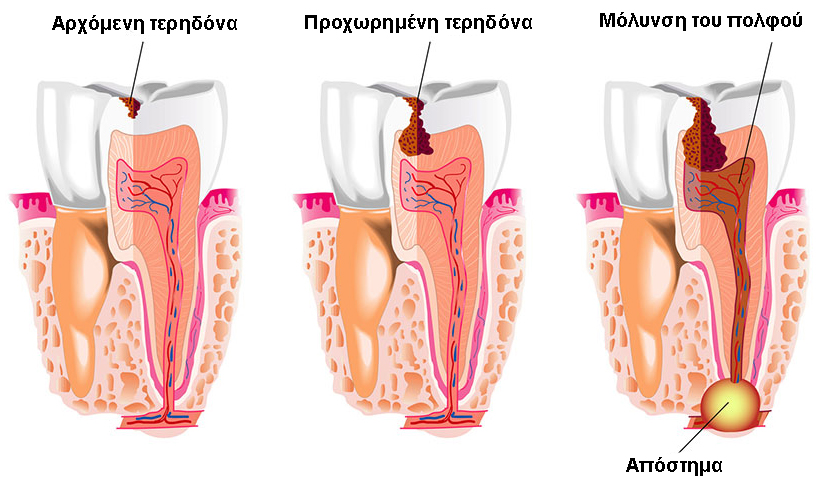 Αρχόμενη τερηδόνα
Προχωρημένη τερηδόνα
Μόλυνση του πολφού
Απόστημα